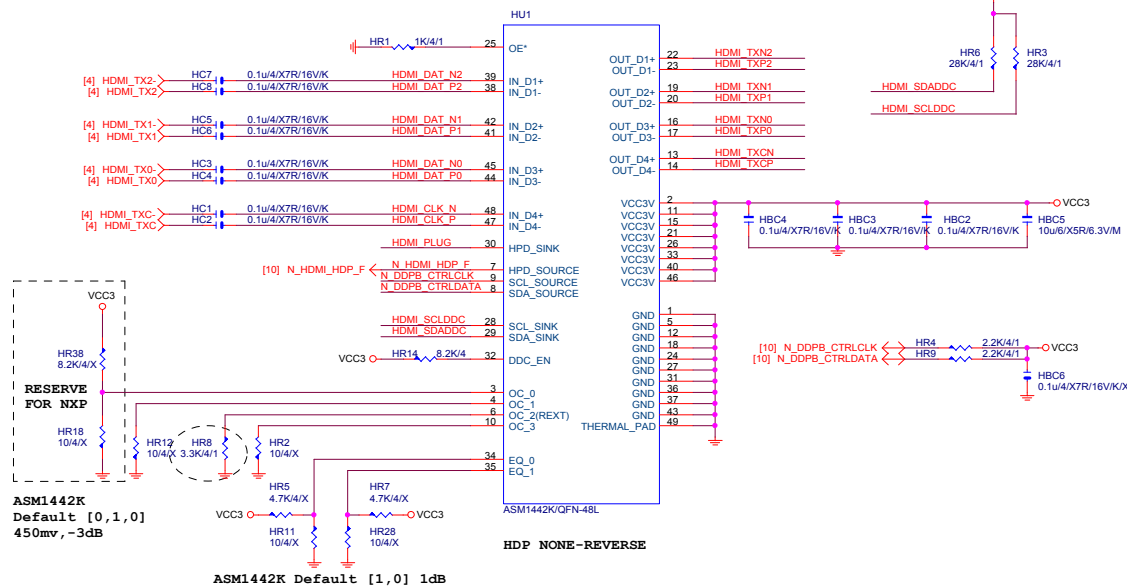 HU1
HR1 1K/4/1 25 OE*
OUT_D1+ 22 HDMI_TXN2
OUT_D1- 23 HDMI_TXP2
HR6 28K/4/1
HR3 28K/4/1
[4] HDMI_TX2- HC7 0.1u/4/X7R/16V/K HDMI_DAT_N2 39 IN_D1+
[4] HDMI_TX2 HC8 0.1u/4/X7R/16V/K HDMI_DAT_P2 38 IN_D1-
OUT_D2+ 19 HDMI_TXN1
OUT_D2- 20 HDMI_TXP1
HDMI_SDADDC
HDMI_SCLDDC
[4] HDMI_TX1- HC5 0.1u/4/X7R/16V/K HDMI_DAT_N1 42 IN_D2+
[4] HDMI_TX1 HC6 0.1u/4/X7R/16V/K HDMI_DAT_P1 41 IN_D2-
OUT_D3+ 16 HDMI_TXN0
OUT_D3- 17 HDMI_TXP0
[4] HDMI_TX0- HC3 0.1u/4/X7R/16V/K HDMI_DAT_N0 45 IN_D3+
[4] HDMI_TX0 HC4 0.1u/4/X7R/16V/K HDMI_DAT_P0 44 IN_D3-
OUT_D4+ 13 HDMI_TXCN
OUT_D4- 14 HDMI_TXCP
[4] HDMI_TXC- HC1 0.1u/4/X7R/16V/K HDMI_CLK_N 48 IN_D4+
[4] HDMI_TXC HC2 0.1u/4/X7R/16V/K HDMI_CLK_P 47 IN_D4-
VCC3V 2
VCC3V 11
VCC3V 15
VCC3V 21
VCC3V 26
VCC3V 33
VCC3V 40
VCC3V 46
VCC3
HBC4 0.1u/4/X7R/16V/K
HBC3 0.1u/4/X7R/16V/K
HBC2 0.1u/4/X7R/16V/K
HBC5 10u/6/X5R/6.3V/M
HDMI_PLUG 30 HPD_SINK
[10] N_HDMI_HDP_F N_HDMI_HDP_F 7 HPD_SOURCE
N_DDPB_CTRLCLK 9 SCL_SOURCE
N_DDPB_CTRLDATA 8 SDA_SOURCE
HDMI_SCLDDC 28 SCL_SINK
HDMI_SDADDC 29 SDA_SINK
VCC3 HR14 8.2K/4 32 DDC_EN
GND 1
GND 5
GND 12
GND 18
GND 24
GND 27
GND 31
GND 36
GND 37
GND 43
THERMAL_PAD 49
[10] N_DDPB_CTRLCLK HR4 2.2K/4/1 VCC3
[10] N_DDPB_CTRLDATA HR9 2.2K/4/1
HBC6
0.1u/4/X7R/16V/K/X
VCC3
HR38
8.2K/4/X
RESERVE
FOR NXP
HR18
10/4/X
3 OC_0
4 OC_1
6 OC_2(REXT)
10 OC_3
HR12 10/4/X
HR8 3.3K/4/1
HR2 10/4/X
34 EQ_0
35 EQ_1
ASM1442K
Default [0,1,0]
450mv,-3dB
VCC3 HR5 4.7K/4/X
HR7 4.7K/4/X VCC3
HR11 10/4/X
HR28 10/4/X
ASM1442K/QFN-48L
HDP NONE-REVERSE
ASM1442K Default [1,0] 1dB